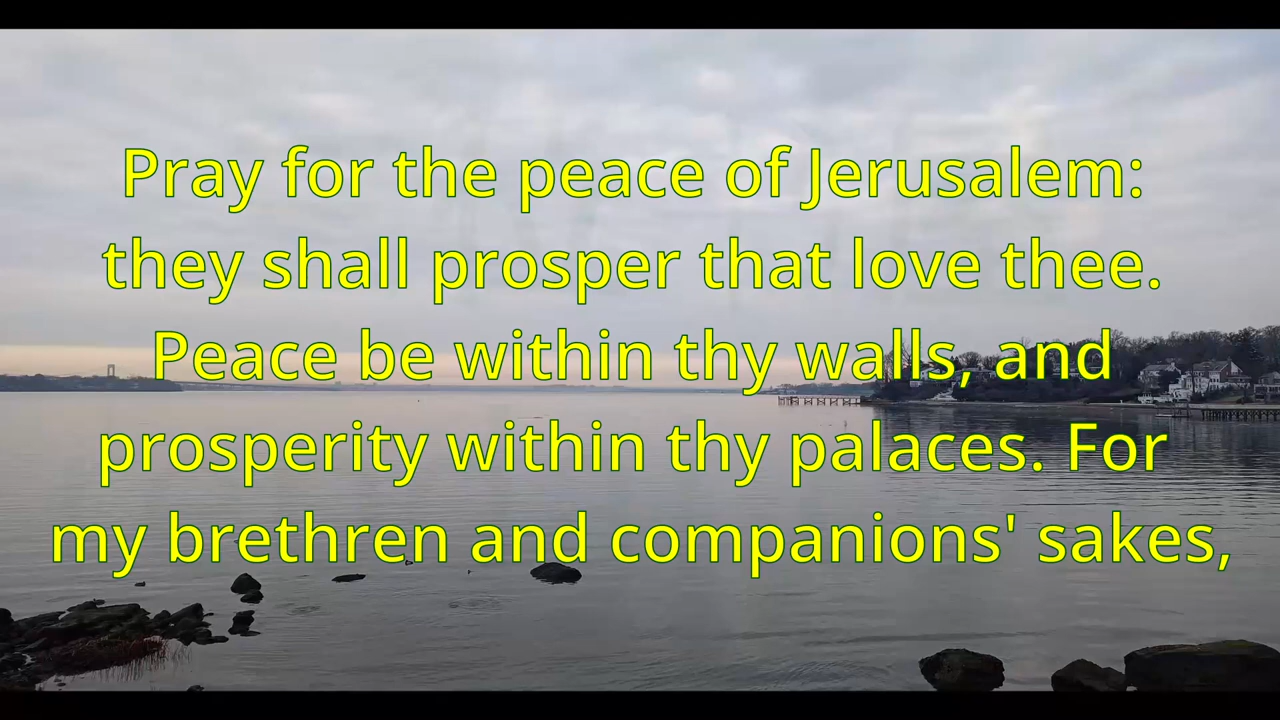 Pray for the peace of Jerusalem:
they shall prosper that love thee.
Peace be within thy walls, and
prosperity within thy palaces. For
my brethren and companions' sakes,